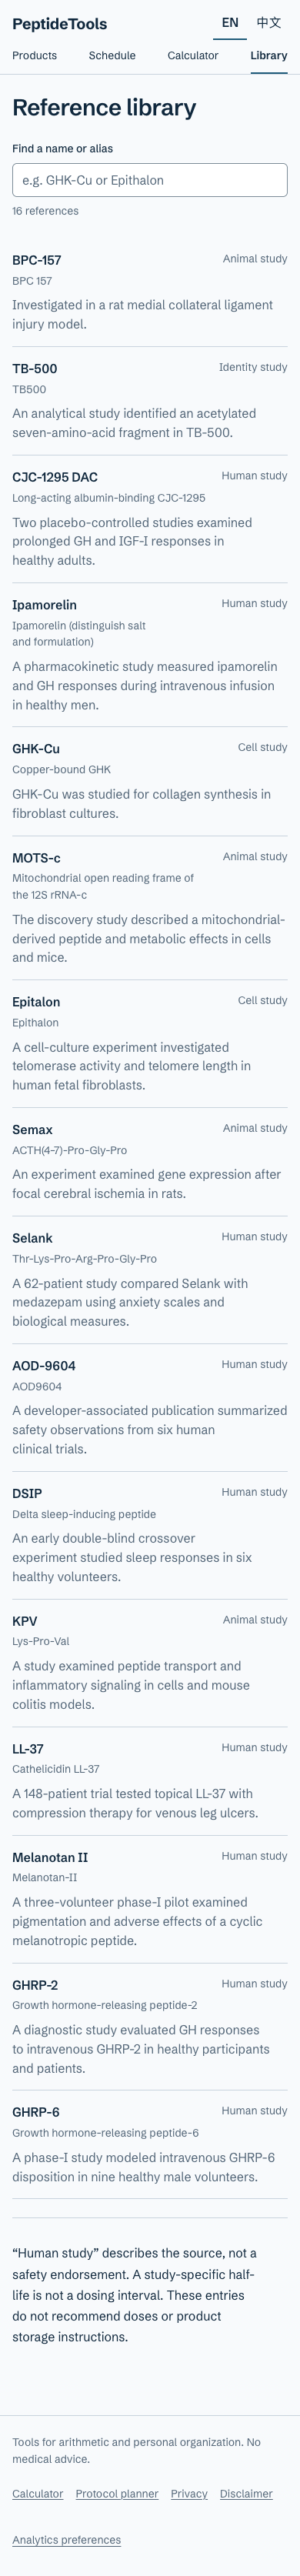 PeptideTools
EN 中文
Products Schedule Calculator Library
Reference library
Find a name or alias
e.g. GHK-Cu or Epithalon
16 references
BPC-157 Animal study
BPC 157
Investigated in a rat medial collateral ligament
injury model.
TB-500 Identity study
TB500
An analytical study identified an acetylated
seven-amino-acid fragment in TB-500.
CJC-1295 DAC Human study
Long-acting albumin-binding CJC-1295
Two placebo-controlled studies examined
prolonged GH and IGF-I responses in
healthy adults.
Ipamorelin Human study
Ipamorelin (distinguish salt
and formulation)
A pharmacokinetic study measured ipamorelin
and GH responses during intravenous infusion
in healthy men.
GHK-Cu Cell study
Copper-bound GHK
GHK-Cu was studied for collagen synthesis in
fibroblast cultures.
MOTS-c Animal study
Mitochondrial open reading frame of
the 12S rRNA-c
The discovery study described a mitochondrial-
derived peptide and metabolic effects in cells
and mice.
Epitalon Cell study
Epithalon
A cell-culture experiment investigated
telomerase activity and telomere length in
human fetal fibroblasts.
Semax Animal study
ACTH(4-7)-Pro-Gly-Pro
An experiment examined gene expression after
focal cerebral ischemia in rats.
Selank Human study
Thr-Lys-Pro-Arg-Pro-Gly-Pro
A 62-patient study compared Selank with
medazepam using anxiety scales and
biological measures.
AOD-9604 Human study
AOD9604
A developer-associated publication summarized
safety observations from six human
clinical trials.
DSIP Human study
Delta sleep-inducing peptide
An early double-blind crossover
experiment studied sleep responses in six
healthy volunteers.
KPV Animal study
Lys-Pro-Val
A study examined peptide transport and
inflammatory signaling in cells and mouse
colitis models.
LL-37 Human study
Cathelicidin LL-37
A 148-patient trial tested topical LL-37 with
compression therapy for venous leg ulcers.
Melanotan II Human study
Melanotan-II
A three-volunteer phase-I pilot examined
pigmentation and adverse effects of a cyclic
melanotropic peptide.
GHRP-2 Human study
Growth hormone-releasing peptide-2
A diagnostic study evaluated GH responses
to intravenous GHRP-2 in healthy participants
and patients.
GHRP-6 Human study
Growth hormone-releasing peptide-6
A phase-I study modeled intravenous GHRP-6
disposition in nine healthy male volunteers.
“Human study” describes the source, not a
safety endorsement. A study-specific half-
life is not a dosing interval. These entries
do not recommend doses or product
storage instructions.
Tools for arithmetic and personal organization. No
medical advice.
Calculator Protocol planner Privacy Disclaimer
Analytics preferences